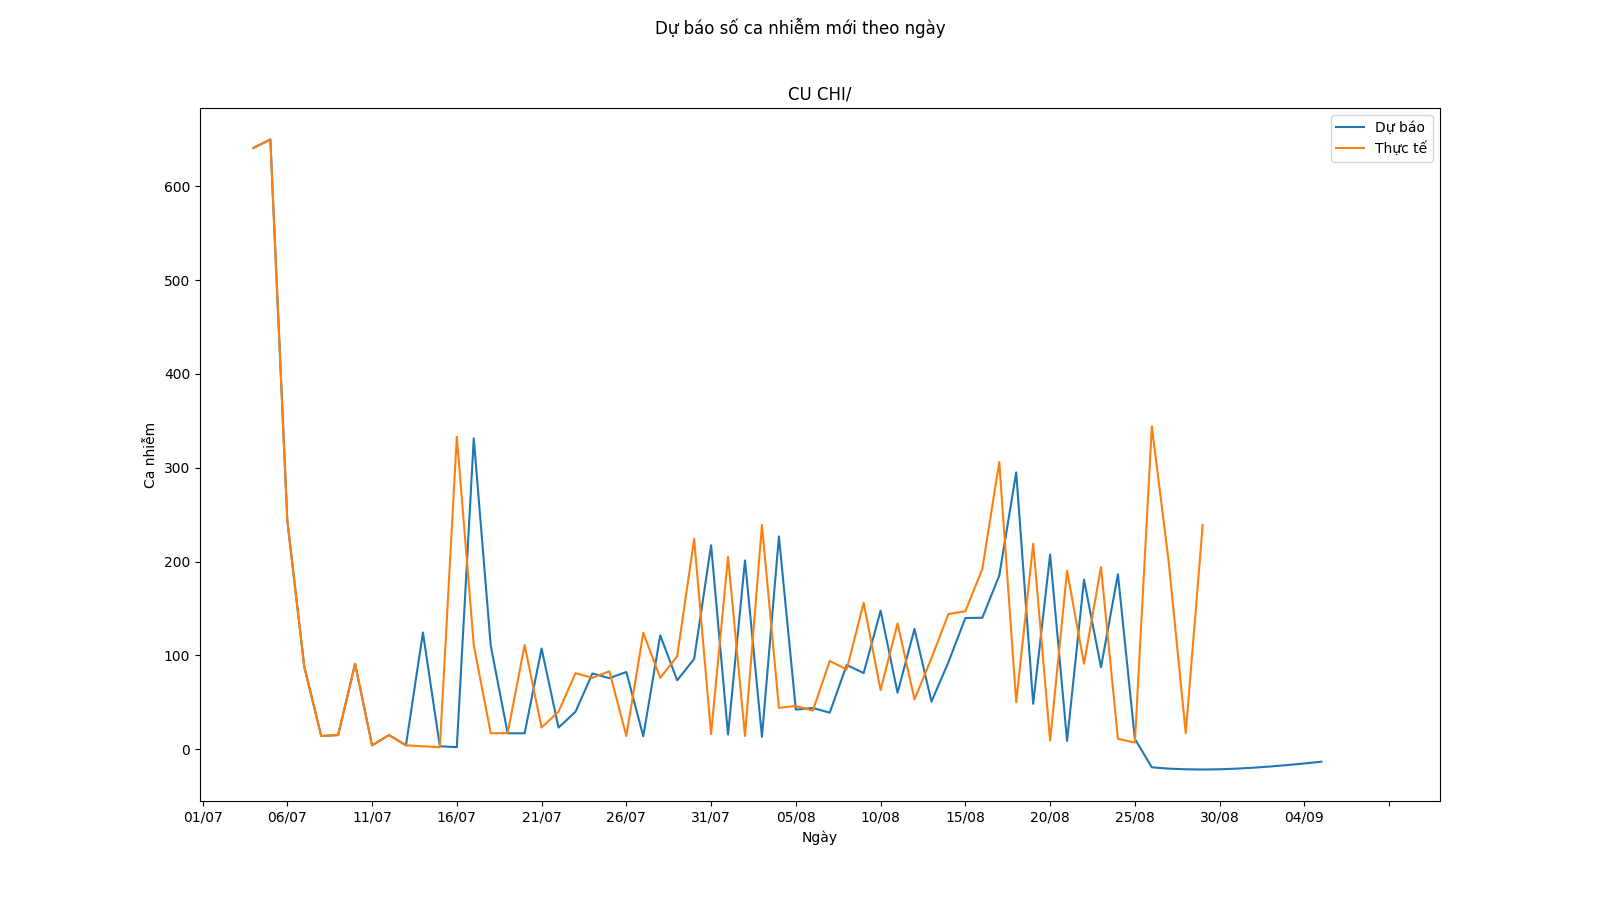 Dự báo số ca nhiễm mới theo ngày
CU CHI/
Dự báo
Thực tế
600
500
400
300
200
100
0
Ca nhiễm
01/07 06/07 11/07 16/07 21/07 26/07 31/07 05/08 10/08 15/08 20/08 25/08 30/08 04/09
Ngày